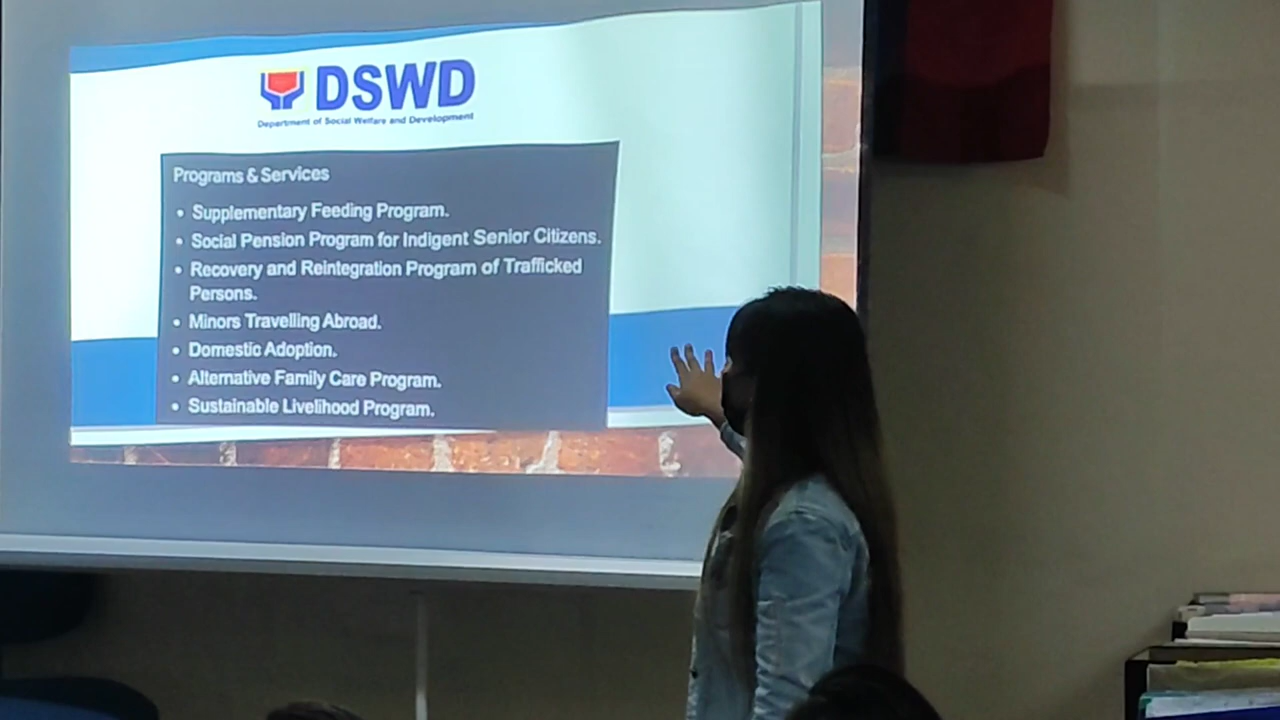 DSWD
Department of Social Welfare and Development
Programs & Services
• Supplementary Feeding Program.
• Social Pension Program for Indigent Senior Citizens.
• Recovery and Reintegration Program of Trafficked
Persons.
• Minors Travelling Abroad.
• Domestic Adoption.
• Alternative Family Care Program.
• Sustainable Livelihood Program.